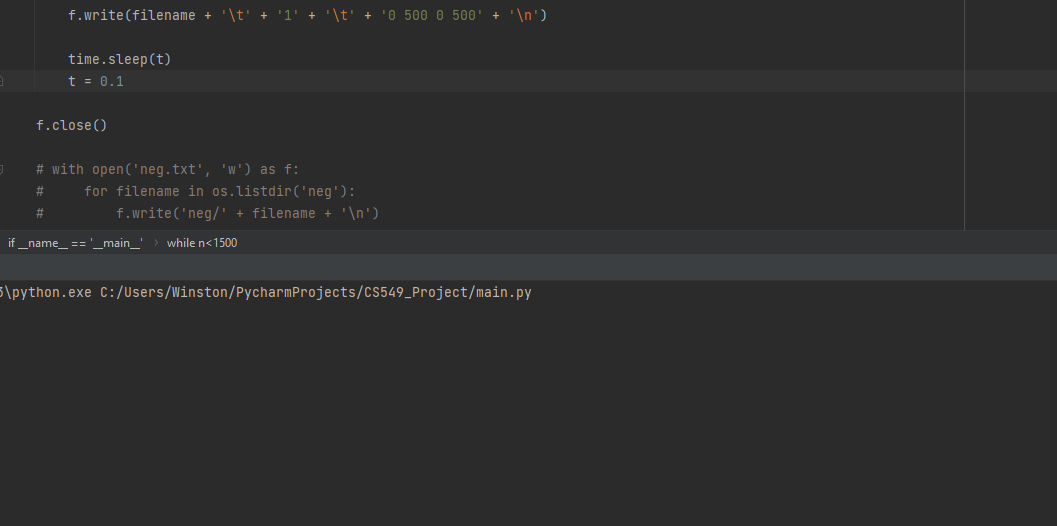 f.write(filename + '\t' + '1' + '\t' + '0 500 0 500' + '\n')
time.sleep(t)
t = 0.1
f.close()
# with open('neg.txt', 'w') as f:
#     for filename in os.listdir('neg'):
#         f.write('neg/' + filename + '\n')
if __name__ == '__main__' › while n<1500
3\python.exe C:/Users/Winston/PycharmProjects/CS549_Project/main.py